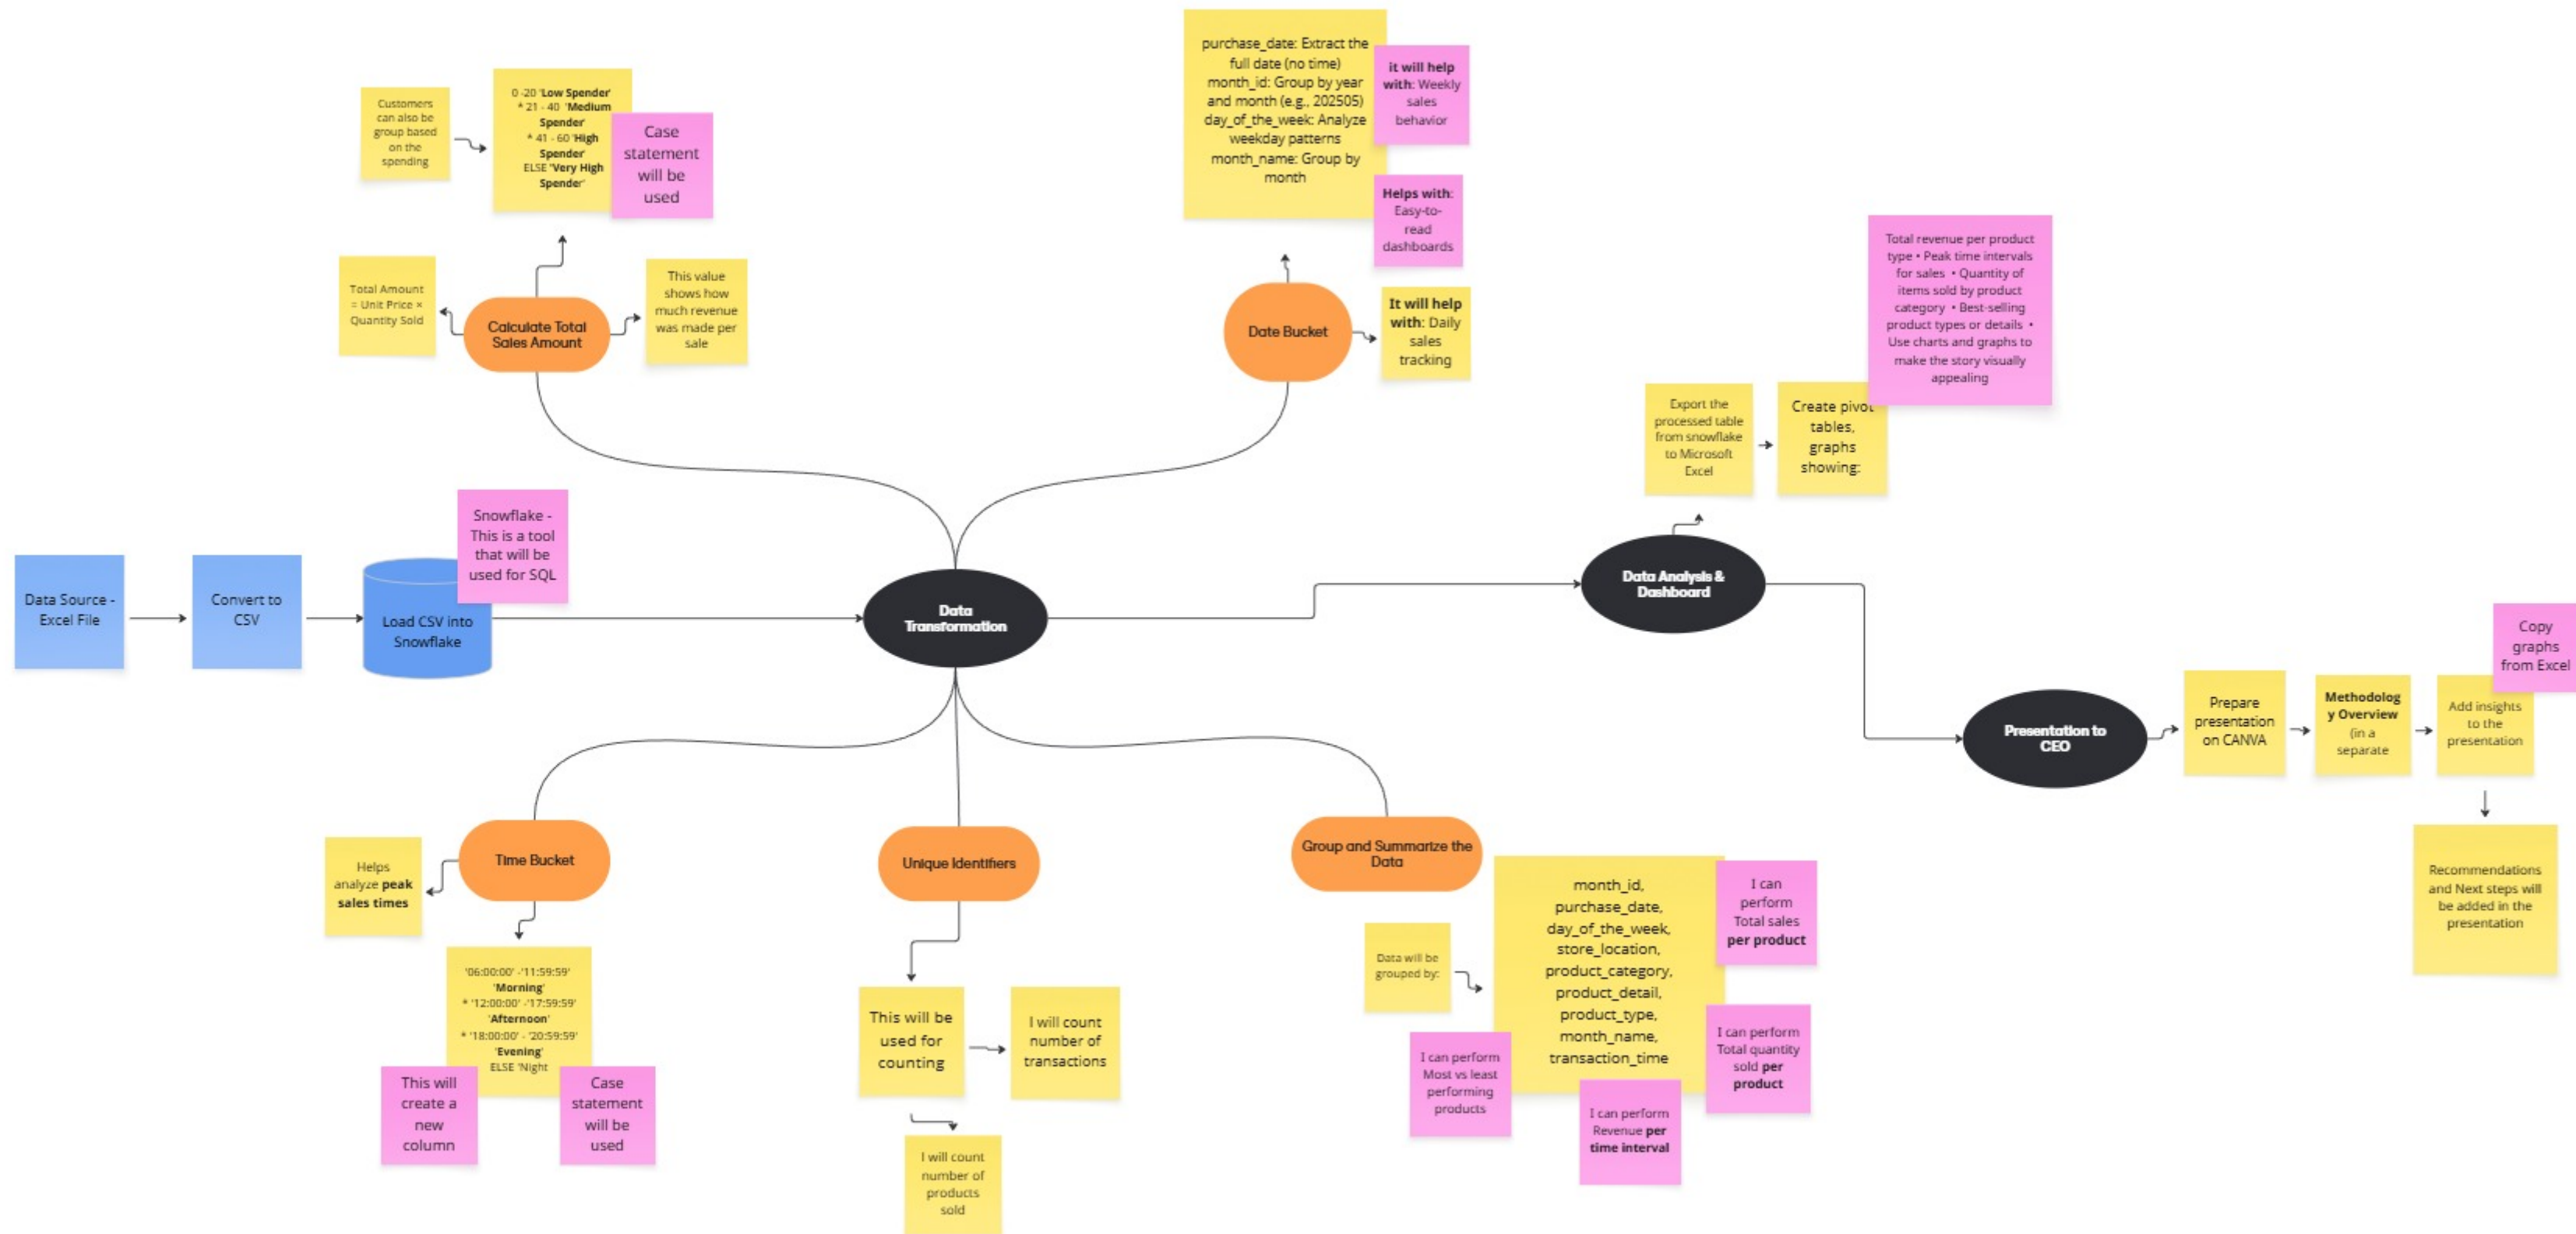 Customers
can also be
group based
on the
spending
0 -20 'Low Spender'
* 21 - 40 'Medium
Spender'
* 41 - 60 'High
Spender'
ELSE 'Very High
Spender'
Case
statement
will be
used
Total Amount
= Unit Price ×
Quantity Sold
Calculate Total
Sales Amount
This value
shows how
much revenue
was made per
sale
purchase_date: Extract the
full date (no time)
month_id: Group by year
and month (e.g., 202505)
day_of_the_week: Analyze
weekday patterns
month_name: Group by
month
it will help
with: Weekly
sales
behavior
Helps with:
Easy-to-
read
dashboards
Date Bucket
It will help
with: Daily
sales
tracking
Total revenue per product
type • Peak time intervals
for sales • Quantity of
items sold by product
category • Best-selling
product types or details •
Use charts and graphs to
make the story visually
appealing
Export the
processed table
from snowflake
to Microsoft
Excel
Create pivot
tables,
graphs
showing:
Data Source -
Excel File
Convert to
CSV
Snowflake -
This is a tool
that will be
used for SQL
Load CSV into
Snowflake
Data
Transformation
Data Analysis &
Dashboard
Presentation to
CEO
Prepare
presentation
on CANVA
Methodolog
y Overview
(in a
separate
Add insights
to the
presentation
Copy
graphs
from Excel
Recommendations
and Next steps will
be added in the
presentation
Helps
analyze peak
sales times
Time Bucket
'06:00:00' -'11:59:59'
'Morning'
* '12:00:00' -'17:59:59'
'Afternoon'
* '18:00:00' - '20:59:59'
'Evening'
ELSE 'Night
This will
create a
new
column
Case
statement
will be
used
Unique Identifiers
This will be
used for
counting
I will count
number of
transactions
I will count
number of
products
sold
Group and Summarize the
Data
Data will be
grouped by:
month_id,
purchase_date,
day_of_the_week,
store_location,
product_category,
product_detail,
product_type,
month_name,
transaction_time
I can
perform
Total sales
per product
I can perform
Total quantity
sold per
product
I can perform
Most vs least
performing
products
I can perform
Revenue per
time interval